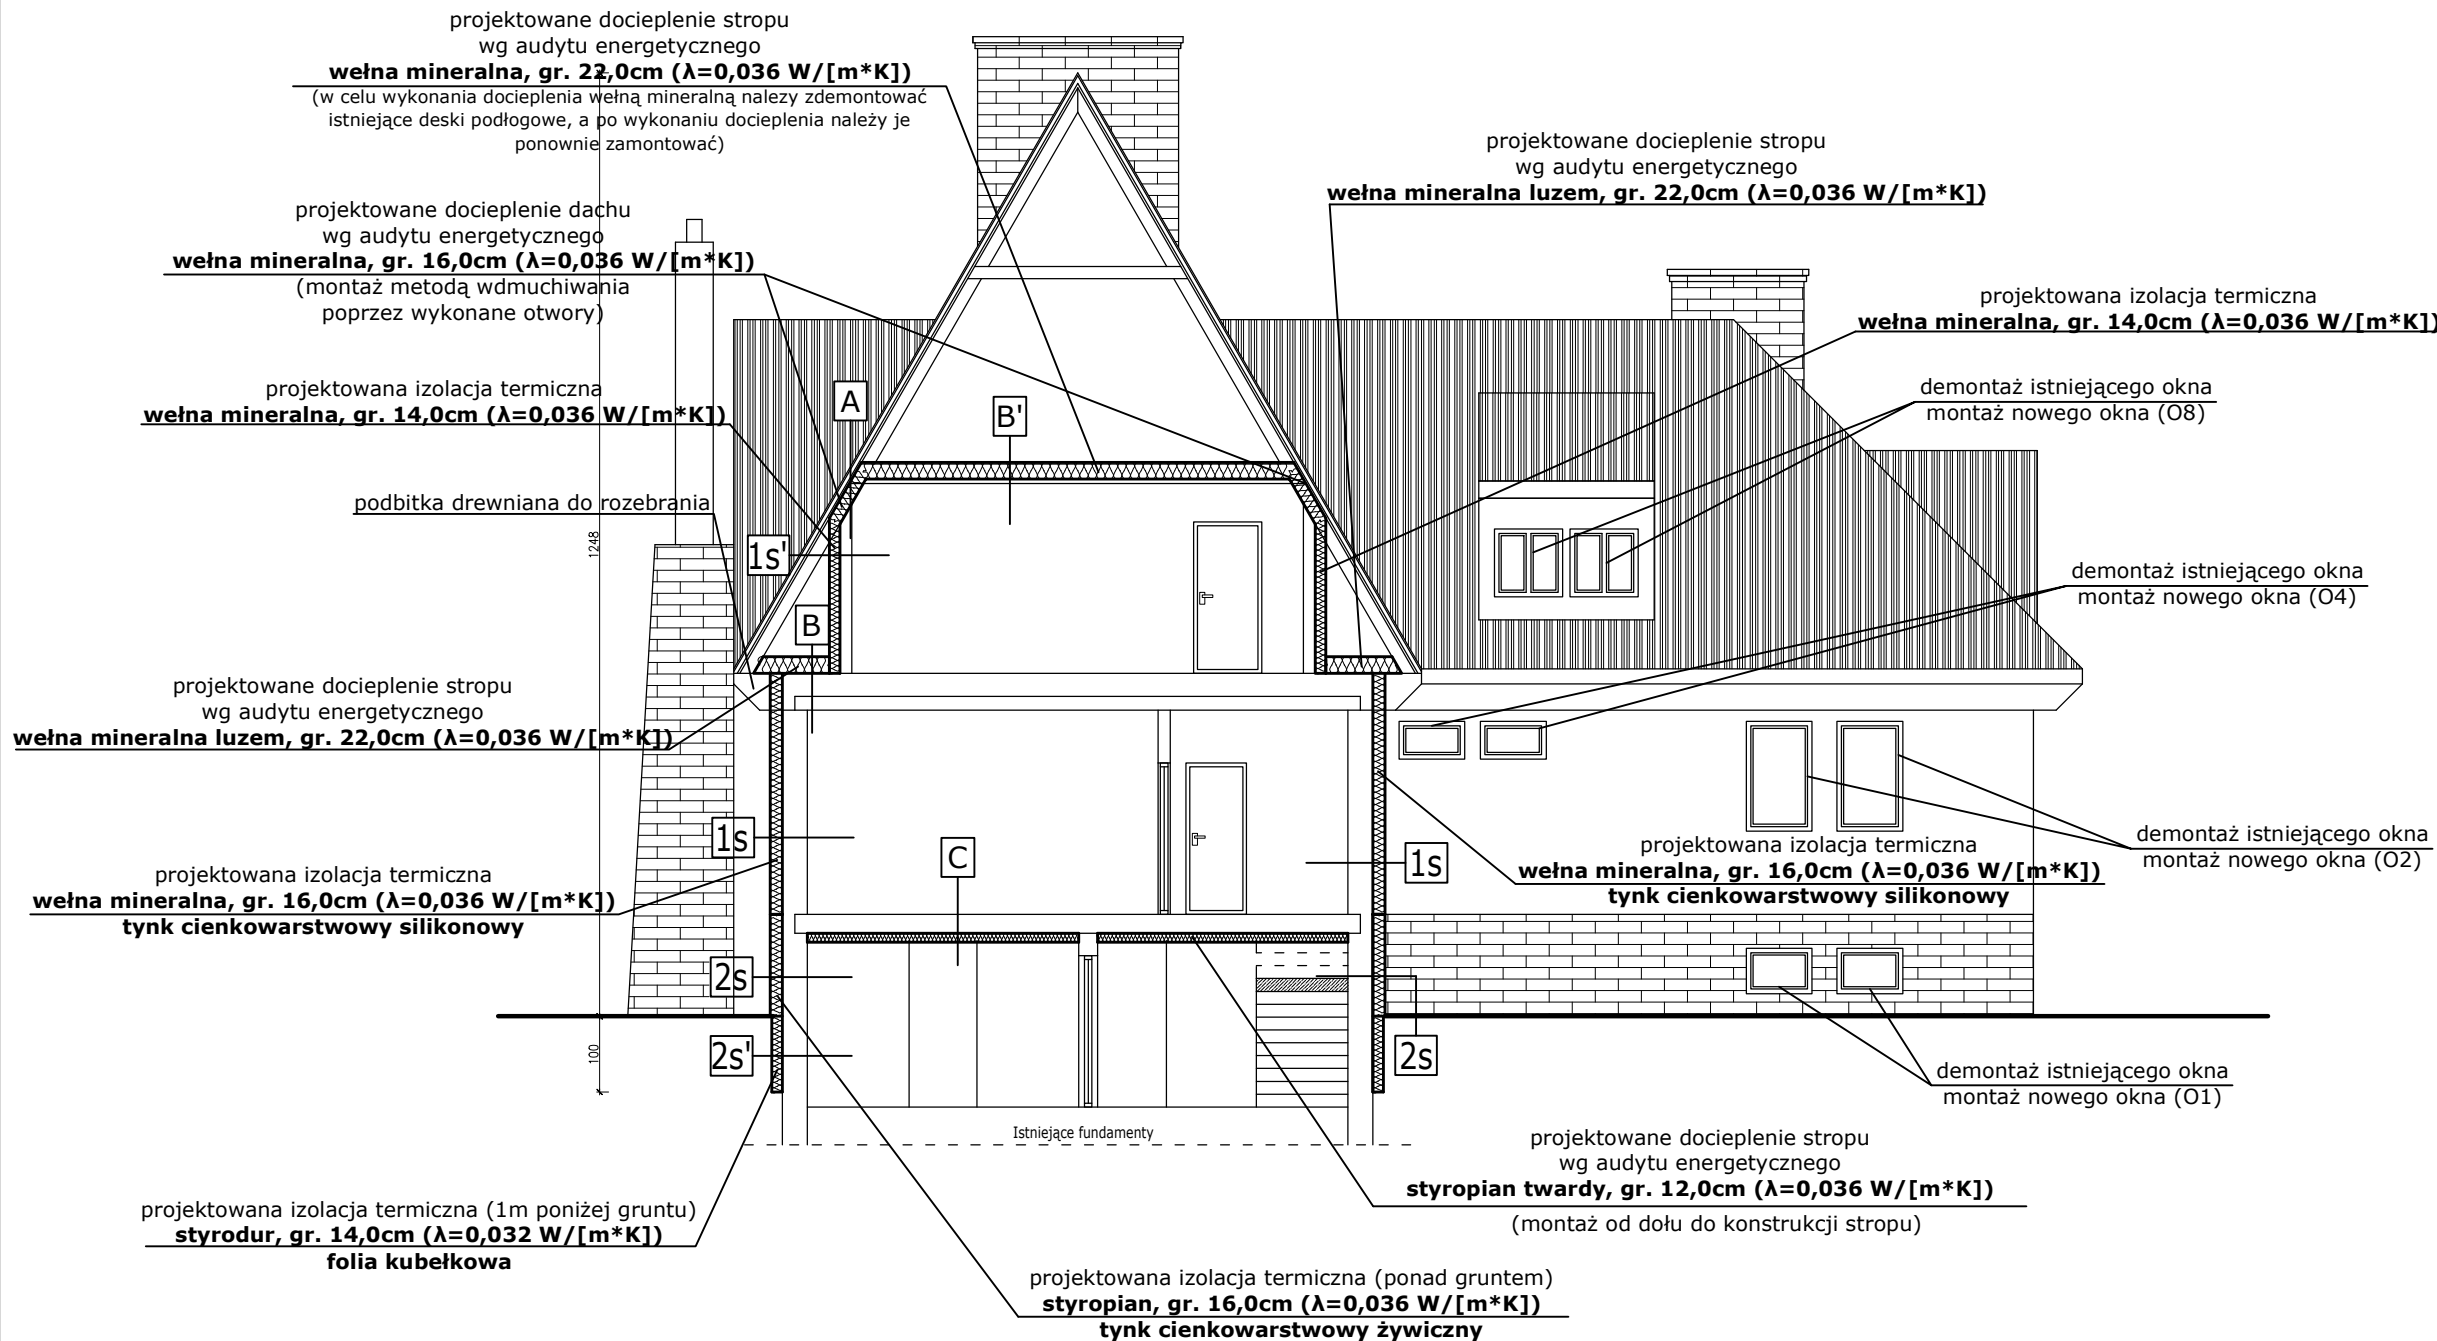 projektowane docieplenie stropu
wg audytu energetycznego
wełna mineralna, gr. 22,0cm (λ=0,036 W/[m*K])
(w celu wykonania docieplenia wełną mineralną nalezy zdemontować
istniejące deski podłogowe, a po wykonaniu docieplenia należy je
ponownie zamontować)
projektowane docieplenie stropu
wg audytu energetycznego
wełna mineralna luzem, gr. 22,0cm (λ=0,036 W/[m*K])
projektowane docieplenie dachu
wg audytu energetycznego
wełna mineralna, gr. 16,0cm (λ=0,036 W/[m*K])
(montaż metodą wdmuchiwania
poprzez wykonane otwory)
projektowana izolacja termiczna
wełna mineralna, gr. 14,0cm (λ=0,036 W/[m*K])
projektowana izolacja termiczna
wełna mineralna, gr. 14,0cm (λ=0,036 W/[m*K])
A
B'
demontaż istniejącego okna
montaż nowego okna (O8)
podbitka drewniana do rozebrania
1248
1s'
demontaż istniejącego okna
montaż nowego okna (O4)
B
projektowane docieplenie stropu
wg audytu energetycznego
wełna mineralna luzem, gr. 22,0cm (λ=0,036 W/[m*K])
1s
C
1s
projektowana izolacja termiczna
wełna mineralna, gr. 16,0cm (λ=0,036 W/[m*K])
tynk cienkowarstwowy silikonowy
demontaż istniejącego okna
montaż nowego okna (O2)
projektowana izolacja termiczna
wełna mineralna, gr. 16,0cm (λ=0,036 W/[m*K])
tynk cienkowarstwowy silikonowy
2s
2s'
100
2s
demontaż istniejącego okna
montaż nowego okna (O1)
Istniejące fundamenty
projektowane docieplenie stropu
wg audytu energetycznego
styropian twardy, gr. 12,0cm (λ=0,036 W/[m*K])
(montaż od dołu do konstrukcji stropu)
projektowana izolacja termiczna (1m poniżej gruntu)
styrodur, gr. 14,0cm (λ=0,032 W/[m*K])
folia kubełkowa
projektowana izolacja termiczna (ponad gruntem)
styropian, gr. 16,0cm (λ=0,036 W/[m*K])
tynk cienkowarstwowy żywiczny